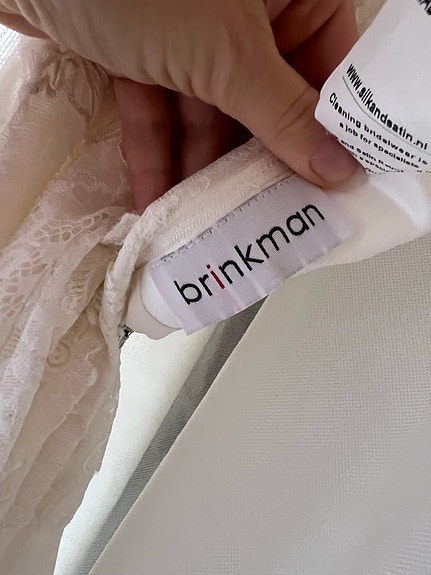 www.silkandsatin.nl
Cleaning bridalwear is
a job for specialists
brinkman